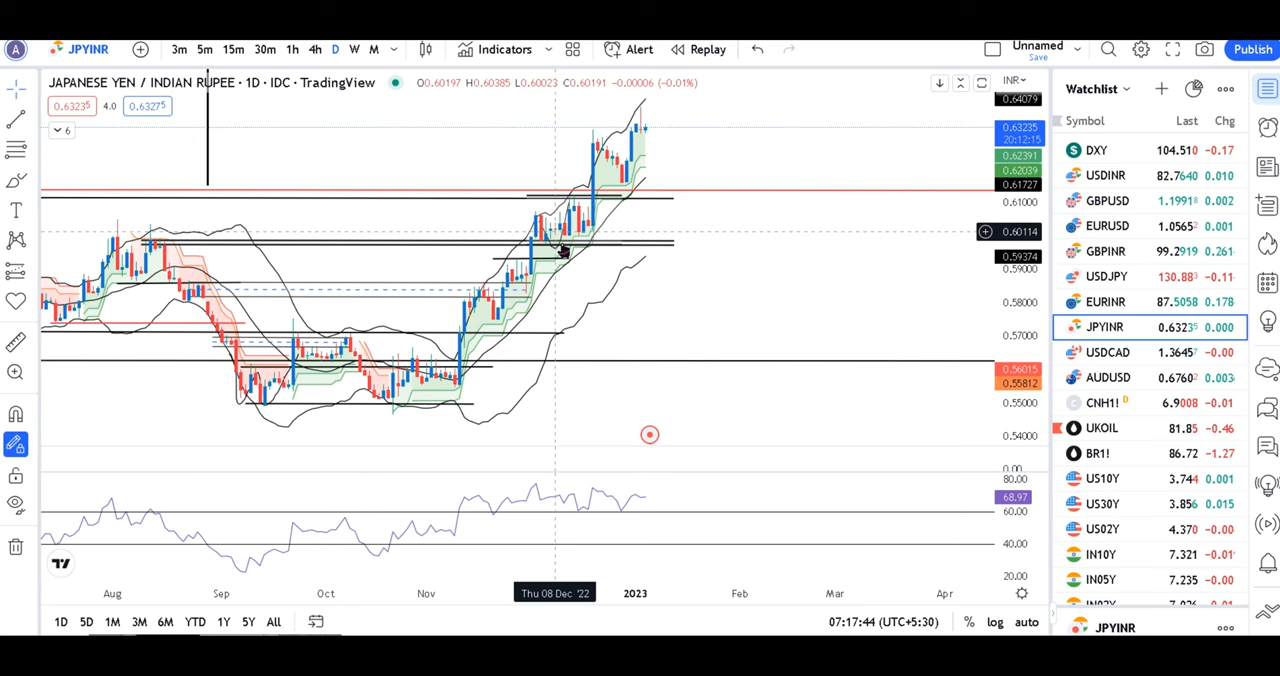 A JPYINR 3m 5m 15m 30m 1h 4h D W M Indicators Alert Replay Unnamed Save Publish
JAPANESE YEN / INDIAN RUPEE · 1D · IDC · TradingView O0.60197 H0.60385 L0.60023 C0.60191 -0.00006 (-0.01%)
0.63235 4.0 0.63275
6
INR
0.64079
0.63235
20:12:15
0.62391
0.62039
0.61727
0.61000
0.60114
0.59374
0.59000
0.58000
0.57000
0.56015
0.55812
0.55000
0.54000
0.00
80.00
68.97
60.00
40.00
20.00
Aug Sep Oct Nov Thu 08 Dec '22 2023 Feb Mar Apr
1D 5D 1M 3M 6M YTD 1Y 5Y All 07:17:44 (UTC+5:30) % log auto
Watchlist
Symbol Last Chg
DXY 104.510 -0.17
USDINR 82.7640 0.010
GBPUSD 1.19918 0.002
EURUSD 1.05652 0.001
GBPINR 99.2919 0.261
USDJPY 130.883 -0.11
EURINR 87.5058 0.178
JPYINR 0.63235 0.000
USDCAD 1.36457 -0.00
AUDUSD 0.67602 0.003
CNH1! D 6.9008 -0.01
UKOIL 81.85 -0.46
BR1! 86.72 -1.27
US10Y 3.744 0.001
US30Y 3.856 0.015
US02Y 4.370 -0.00
IN10Y 7.321 -0.01
IN05Y 7.235 -0.00
JPYINR